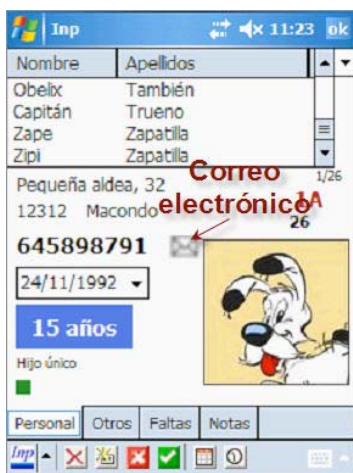 Inp 11:23 ok
Nombre Apellidos
Obelix También
Capitán Trueno
Zape Zapatilla
Zipi Zapatilla
Correo electrónico
1/26
Pequeña aldea, 32
1A
12312 Macondo
26
645898791
24/11/1992
15 años
Hijo único
Personal Otros Faltas Notas
Inp